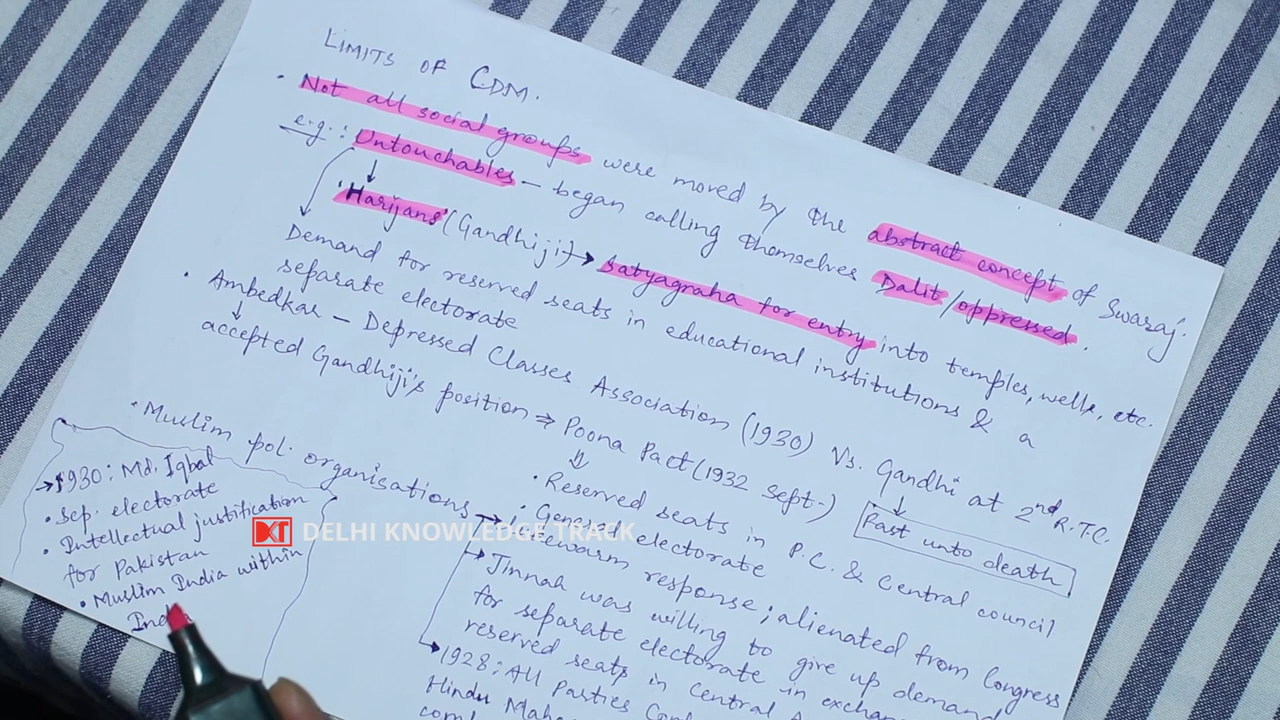 LIMITS OF CDM.
• Not all social groups were moved by the abstract concept of Swaraj.
e.g.: Untouchables – began calling themselves Dalit/oppressed.
'Harijans' (Gandhiji) → satyagraha for entry into temples, wells, etc.
Demand for reserved seats in educational institutions & a
separate electorate
• Ambedkar – Depressed Classes Association (1930) Vs. Gandhi at 2nd R.T.C.
accepted Gandhiji's position ⇒ Poona Pact (1932 Sept.)
Fast unto death
• Reserved seats in P.C. & Central council
• General electorate
• Muslim pol. organisations → Lukewarm response; alienated from Congress
→ Jinnah was willing to give up demand
for separate electorate in exchange
reserved seats in Central
→ 1928: All Parties Conf
Hindu Maha
→ 1930: Md. Iqbal
• Sep. electorate
• Intellectual justification
for Pakistan
• Muslim India within
India
DKT DELHI KNOWLEDGE TRACK